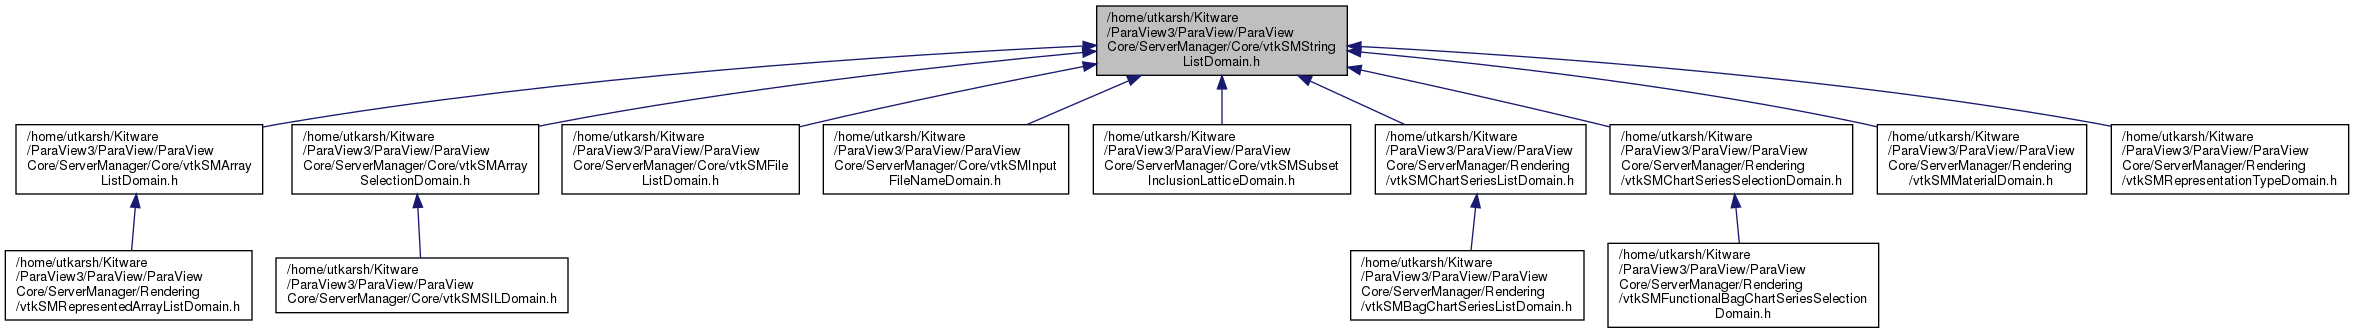 /home/utkarsh/Kitware
/ParaView3/ParaView/ParaView
Core/ServerManager/Core/vtkSMString
ListDomain.h
/home/utkarsh/Kitware
/ParaView3/ParaView/ParaView
Core/ServerManager/Core/vtkSMArray
ListDomain.h
/home/utkarsh/Kitware
/ParaView3/ParaView/ParaView
Core/ServerManager/Core/vtkSMArray
SelectionDomain.h
/home/utkarsh/Kitware
/ParaView3/ParaView/ParaView
Core/ServerManager/Core/vtkSMFile
ListDomain.h
/home/utkarsh/Kitware
/ParaView3/ParaView/ParaView
Core/ServerManager/Core/vtkSMInput
FileNameDomain.h
/home/utkarsh/Kitware
/ParaView3/ParaView/ParaView
Core/ServerManager/Core/vtkSMSubset
InclusionLatticeDomain.h
/home/utkarsh/Kitware
/ParaView3/ParaView/ParaView
Core/ServerManager/Rendering
/vtkSMChartSeriesListDomain.h
/home/utkarsh/Kitware
/ParaView3/ParaView/ParaView
Core/ServerManager/Rendering
/vtkSMChartSeriesSelectionDomain.h
/home/utkarsh/Kitware
/ParaView3/ParaView/ParaView
Core/ServerManager/Rendering
/vtkSMMaterialDomain.h
/home/utkarsh/Kitware
/ParaView3/ParaView/ParaView
Core/ServerManager/Rendering
/vtkSMRepresentationTypeDomain.h
/home/utkarsh/Kitware
/ParaView3/ParaView/ParaView
Core/ServerManager/Rendering
/vtkSMRepresentedArrayListDomain.h
/home/utkarsh/Kitware
/ParaView3/ParaView/ParaView
Core/ServerManager/Core/vtkSMSILDomain.h
/home/utkarsh/Kitware
/ParaView3/ParaView/ParaView
Core/ServerManager/Rendering
/vtkSMBagChartSeriesListDomain.h
/home/utkarsh/Kitware
/ParaView3/ParaView/ParaView
Core/ServerManager/Rendering
/vtkSMFunctionalBagChartSeriesSelection
Domain.h